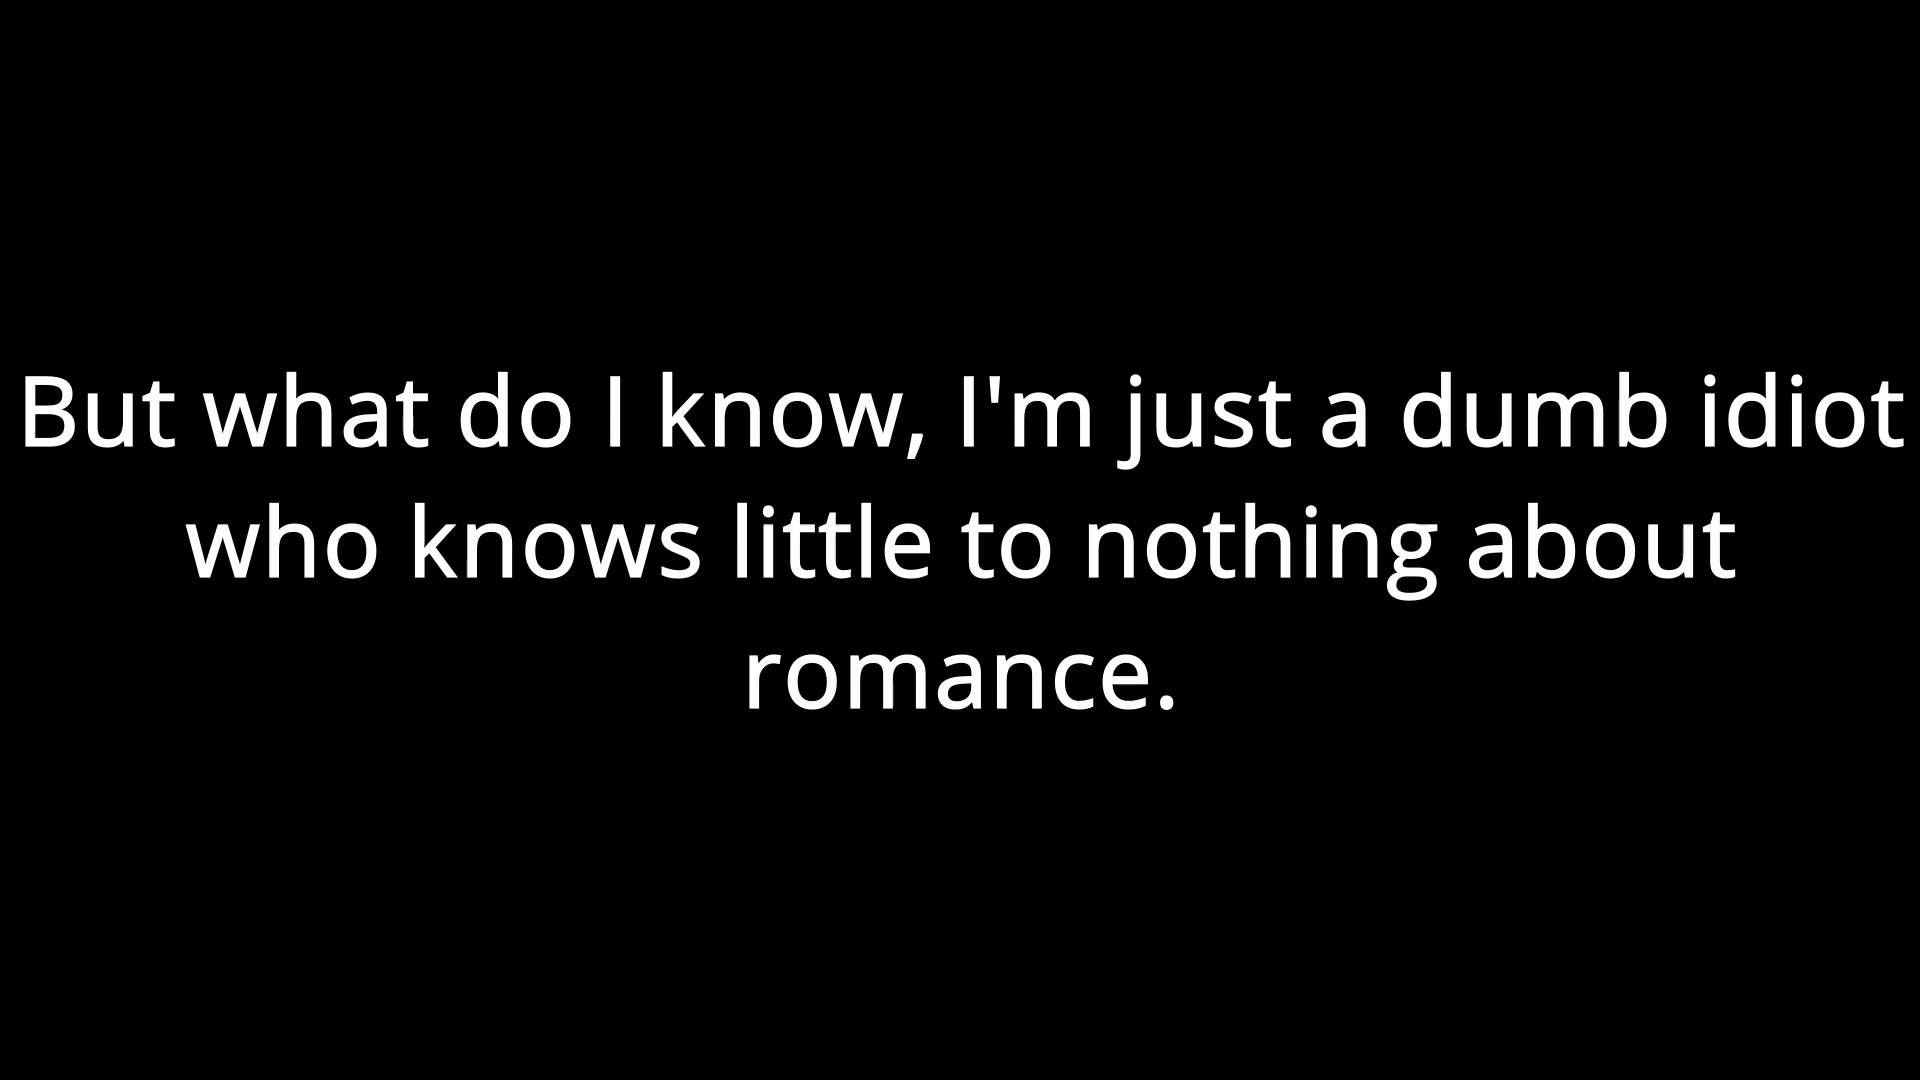 But what do I know, I'm just a dumb idiot
who knows little to nothing about
romance.